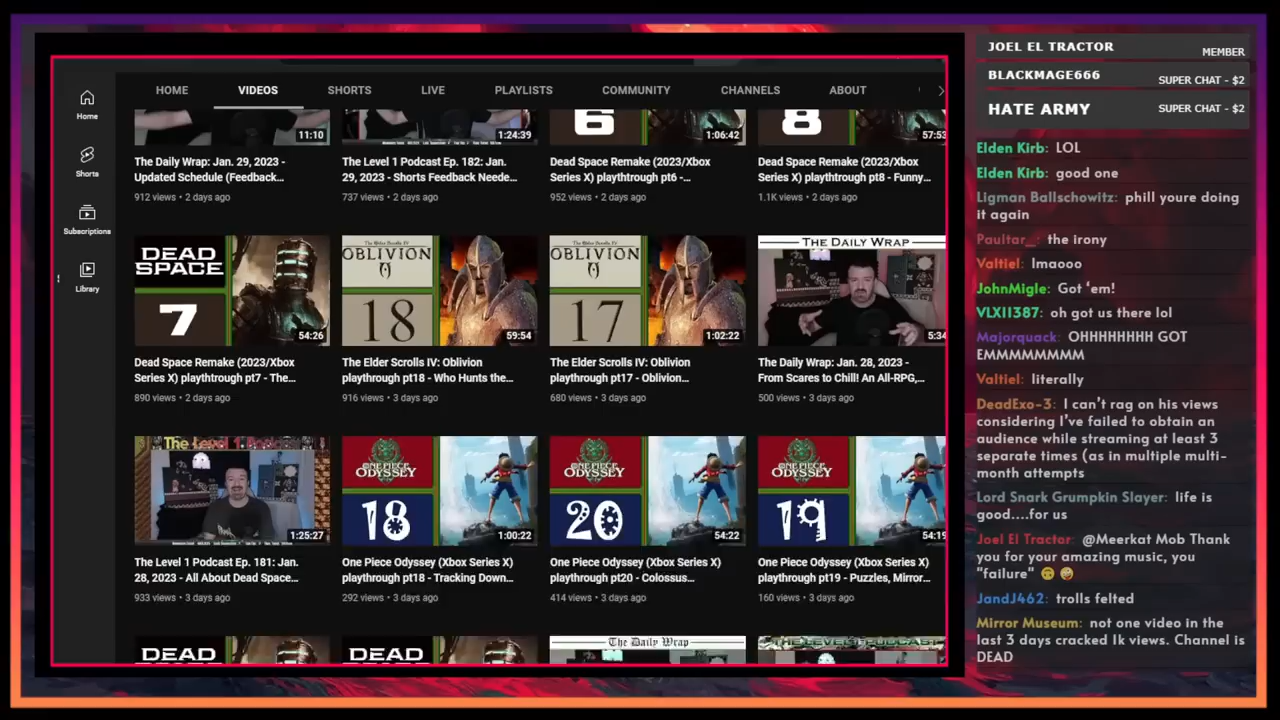 HOME
VIDEOS
SHORTS
LIVE
PLAYLISTS
COMMUNITY
CHANNELS
ABOUT
Home
Shorts
Subscriptions
Library
11:10
The Daily Wrap: Jan. 29, 2023 -
Updated Schedule (Feedback...
912 views • 2 days ago
1:24:39
The Level 1 Podcast Ep. 182: Jan.
29, 2023 - Shorts Feedback Neede...
737 views • 2 days ago
6
1:06:42
Dead Space Remake (2023/Xbox
Series X) playthrough pt6 -...
952 views • 2 days ago
8
57:53
Dead Space Remake (2023/Xbox
Series X) playthrough pt8 - Funny...
1.1K views • 2 days ago
DEAD
SPACE
7
54:26
Dead Space Remake (2023/Xbox
Series X) playthrough pt7 - The...
890 views • 2 days ago
The Elder Scrolls IV:
OBLIVION
18
59:54
The Elder Scrolls IV: Oblivion
playthrough pt18 - Who Hunts the...
916 views • 3 days ago
The Elder Scrolls IV:
OBLIVION
17
1:02:22
The Elder Scrolls IV: Oblivion
playthrough pt17 - Oblivion...
680 views • 3 days ago
THE DAILY WRAP
5:34
The Daily Wrap: Jan. 28, 2023 -
From Scares to Chill! An All-RPG,...
500 views • 3 days ago
The Level 1 Podcast
1:25:27
The Level 1 Podcast Ep. 181: Jan.
28, 2023 - All About Dead Space...
933 views • 3 days ago
ONE PIECE
ODYSSEY
18
1:00:22
One Piece Odyssey (Xbox Series X)
playthrough pt18 - Tracking Down...
292 views • 3 days ago
ONE PIECE
ODYSSEY
20
54:22
One Piece Odyssey (Xbox Series X)
playthrough pt20 - Colossus...
414 views • 3 days ago
ONE PIECE
ODYSSEY
19
54:19
One Piece Odyssey (Xbox Series X)
playthrough pt19 - Puzzles, Mirror...
160 views • 3 days ago
DEAD
DEAD
The Daily Wrap
THE LEVEL 1 PODCAST
JOEL EL TRACTOR
MEMBER
BLACKMAGE666
SUPER CHAT - $2
HATE ARMY
SUPER CHAT - $2
Elden Kirb: LOL
Elden Kirb: good one
Ligman Ballschowitz: phill youre doing
it again
Paultar_: the irony
Valtiel: lmaooo
JohnMigle: Got ‘em!
VLXII387: oh got us there lol
Majorquack: OHHHHHHHH GOT
EMMMMMMMM
Valtiel: literally
DeadExo-3: I can’t rag on his views
considering I’ve failed to obtain an
audience while streaming at least 3
separate times (as in multiple multi-
month attempts
Lord Snark Grumpkin Slayer: life is
good....for us
Joel El Tractor: @Meerkat Mob Thank
you for your amazing music, you
"failure" 🙃 🤪
JandJ462: trolls felted
Mirror Museum: not one video in the
last 3 days cracked 1k views. Channel is
DEAD